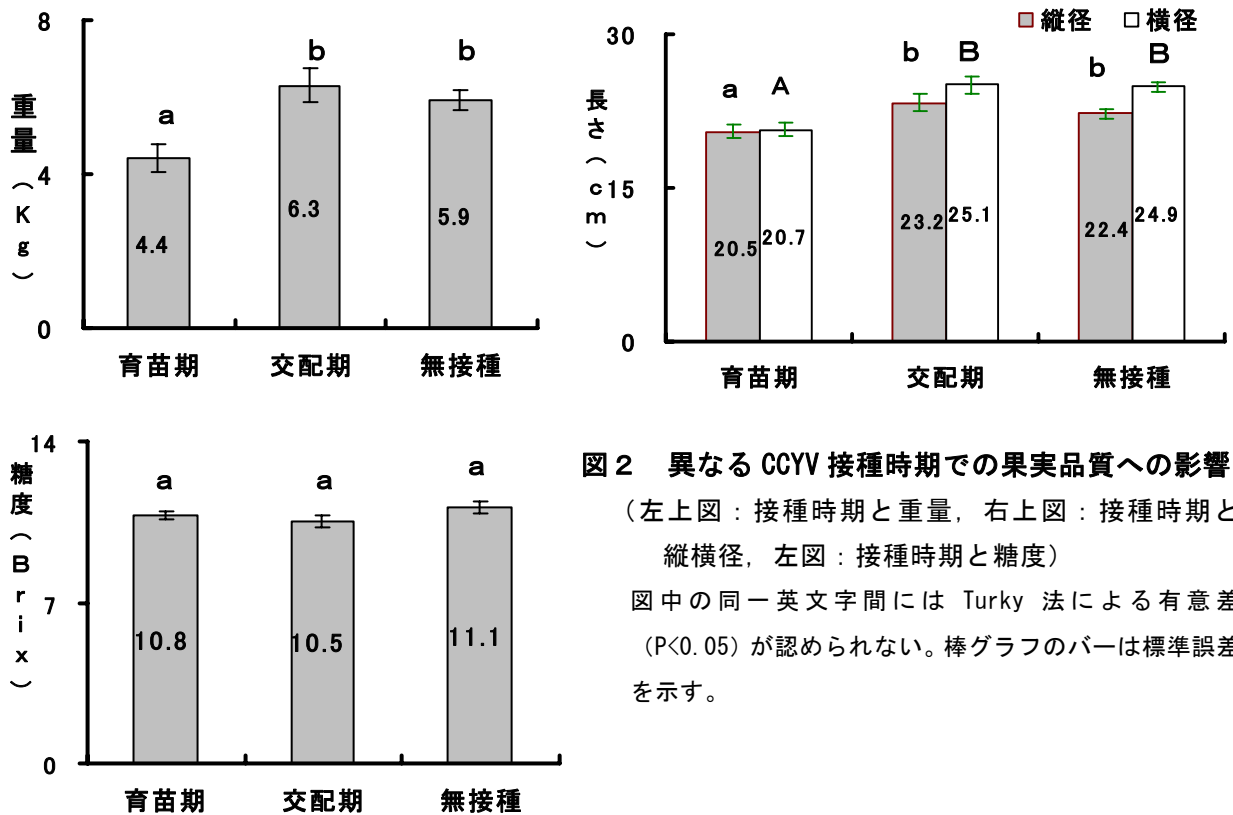 8
4
0
重量(Kg)
a
b
b
4.4
6.3
5.9
育苗期
交配期
無接種
縦径
横径
30
15
0
長さ(cm)
a
A
b
B
b
B
20.5
20.7
23.2
25.1
22.4
24.9
育苗期
交配期
無接種
14
7
0
糖度(Brix)
a
a
a
10.8
10.5
11.1
育苗期
交配期
無接種
図2 異なる CCYV 接種時期での果実品質への影響
(左上図:接種時期と重量,右上図:接種時期と
縦横径,左図:接種時期と糖度)
図中の同一英文字間には Turky 法による有意差
(P<0.05)が認められない。棒グラフのバーは標準誤差
を示す。